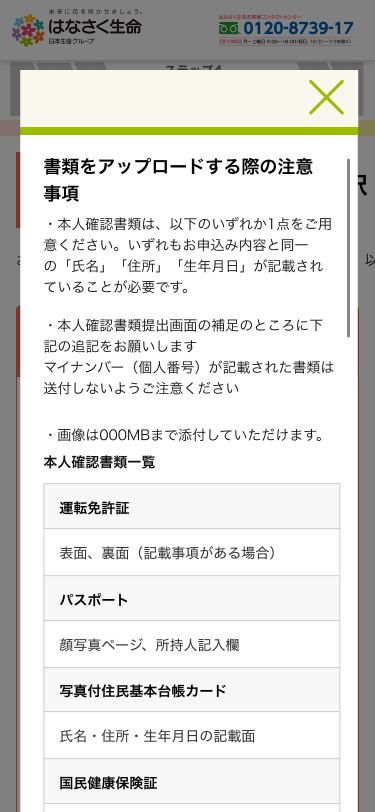 未来に花を咲かせましょう。
はなさく生命
日本生命グループ
はなさく生命お客様コンタクトセンター
0120-8739-17
ステップ4
書類をアップロードする際の注意
事項
・本人確認書類は、以下のいずれか1点をご用
意ください。いずれもお申込み内容と同一
の「氏名」「住所」「生年月日」が記載され
ていることが必要です。
・本人確認書類提出画面の補足のところに下
記の追記をお願いします
マイナンバー（個人番号）が記載された書類は
送付しないようご注意ください
・画像は000MBまで添付していただけます。
本人確認書類一覧
運転免許証
表面、裏面（記載事項がある場合）
パスポート
顔写真ページ、所持人記入欄
写真付住民基本台帳カード
氏名・住所・生年月日の記載面
国民健康保険証